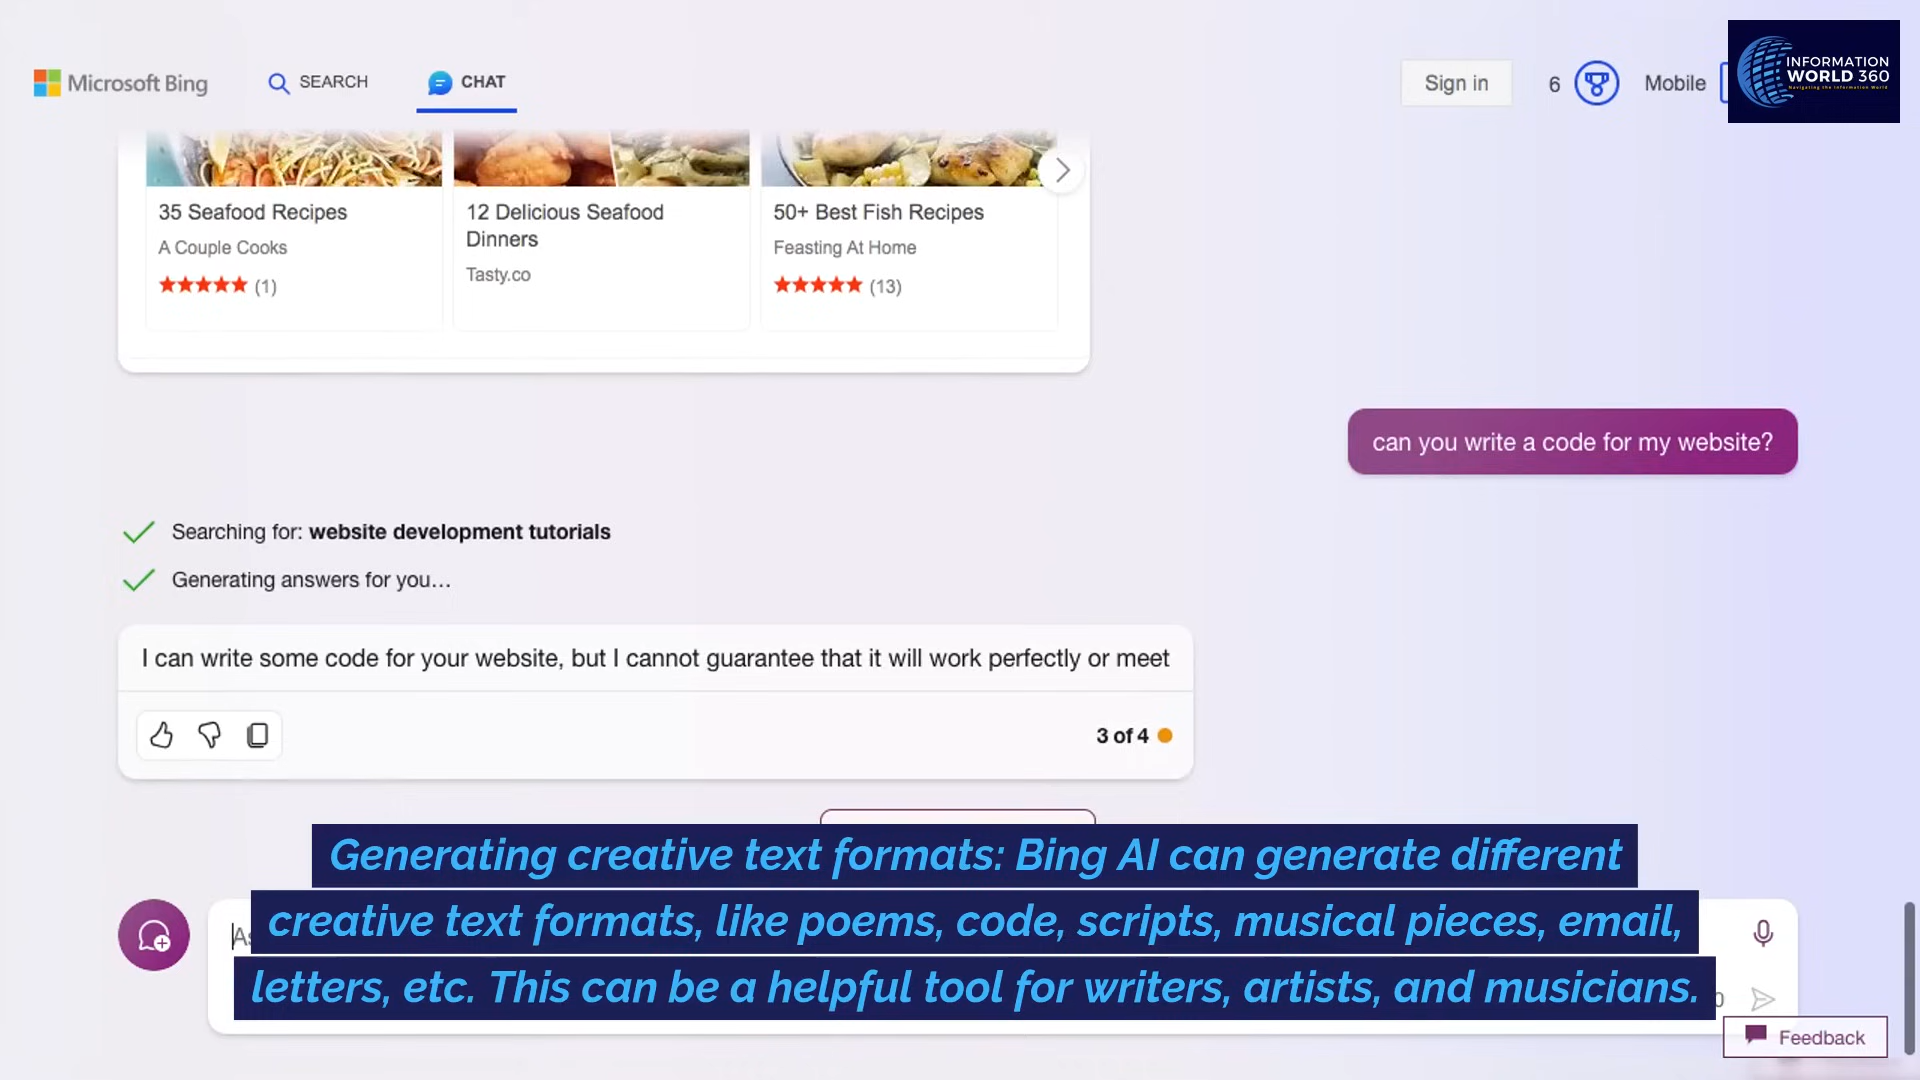 Microsoft Bing
SEARCH
CHAT
Sign in
6
Mobile
INFORMATION
WORLD 360
Navigating the Information World
35 Seafood Recipes
A Couple Cooks
(1)
12 Delicious Seafood
Dinners
Tasty.co
50+ Best Fish Recipes
Feasting At Home
(13)
can you write a code for my website?
Searching for: website development tutorials
Generating answers for you...
I can write some code for your website, but I cannot guarantee that it will work perfectly or meet
3 of 4
Generating creative text formats: Bing AI can generate different
creative text formats, like poems, code, scripts, musical pieces, email,
letters, etc. This can be a helpful tool for writers, artists, and musicians.
Feedback